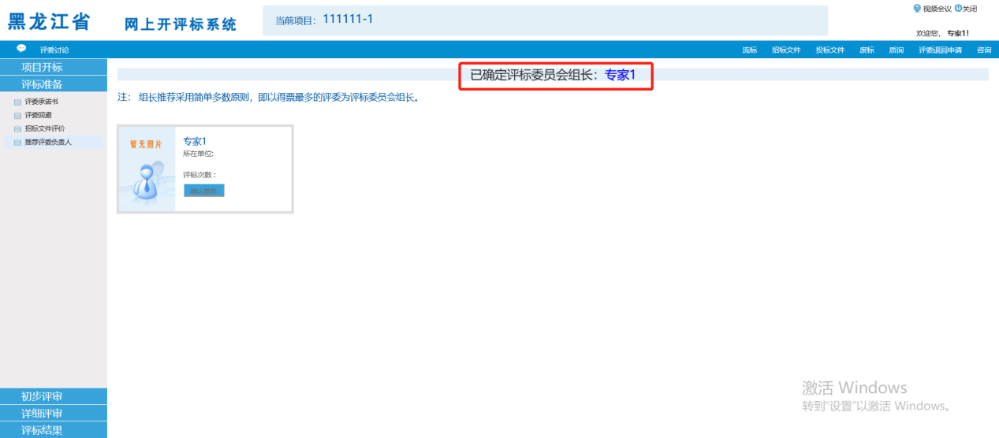 黑龙江省 网上开评标系统 当前项目: 111111-1 视频会议 关闭
欢迎您， 专家1!
评委讨论 流标 招标文件 投标文件 废标 质询 评委退回申请 咨询
项目开标
评标准备
评委承诺书
评委回避
招标文件评价
推荐评委负责人
初步评审
详细评审
评标结果
已确定评标委员会组长：专家1
注： 组长推荐采用简单多数原则，即以得票最多的评委为评标委员会组长。
暂无照片
专家1
所在单位:
评标次数 :
确认推荐
激活 Windows
转到"设置"以激活 Windows。